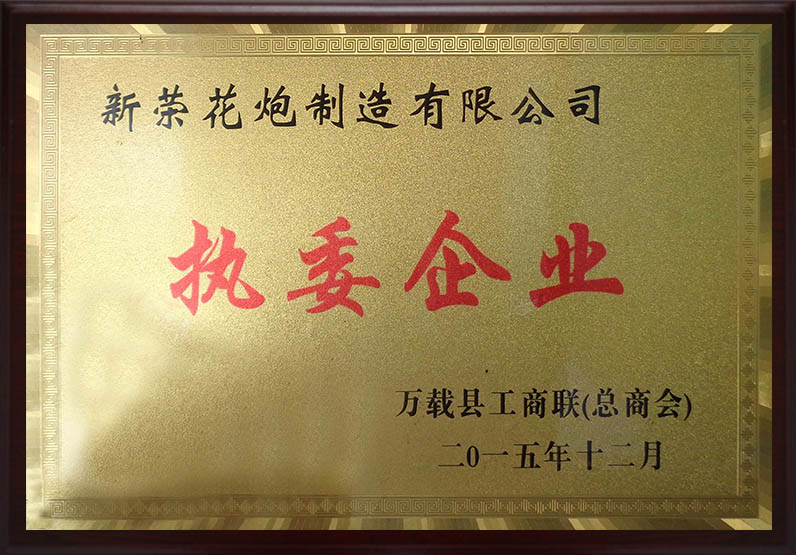 新荣花炮制造有限公司
执委企业
万载县工商联(总商会)
二0一五年十二月